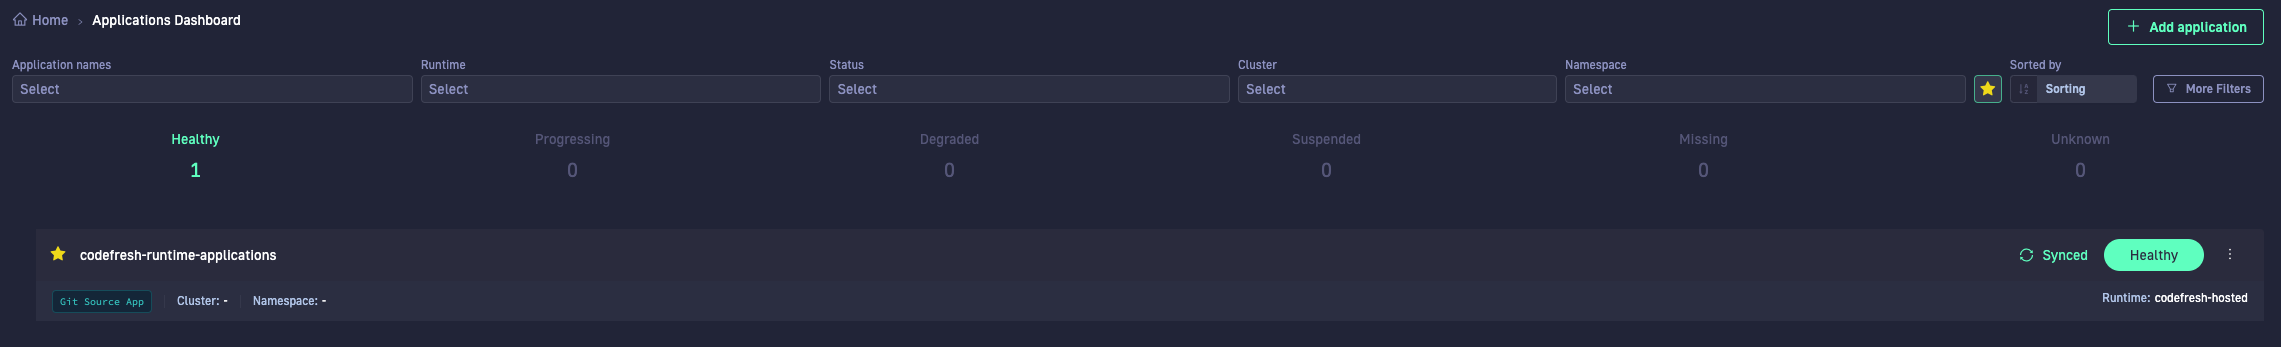 Home > Applications Dashboard
+ Add application
Application names Runtime Status Cluster Namespace Sorted by
Select Select Select Select Select Sorting More Filters
Healthy Progressing Degraded Suspended Missing Unknown
1 0 0 0 0 0
codefresh-runtime-applications Synced Healthy
Git Source App Cluster: - Namespace: - Runtime: codefresh-hosted